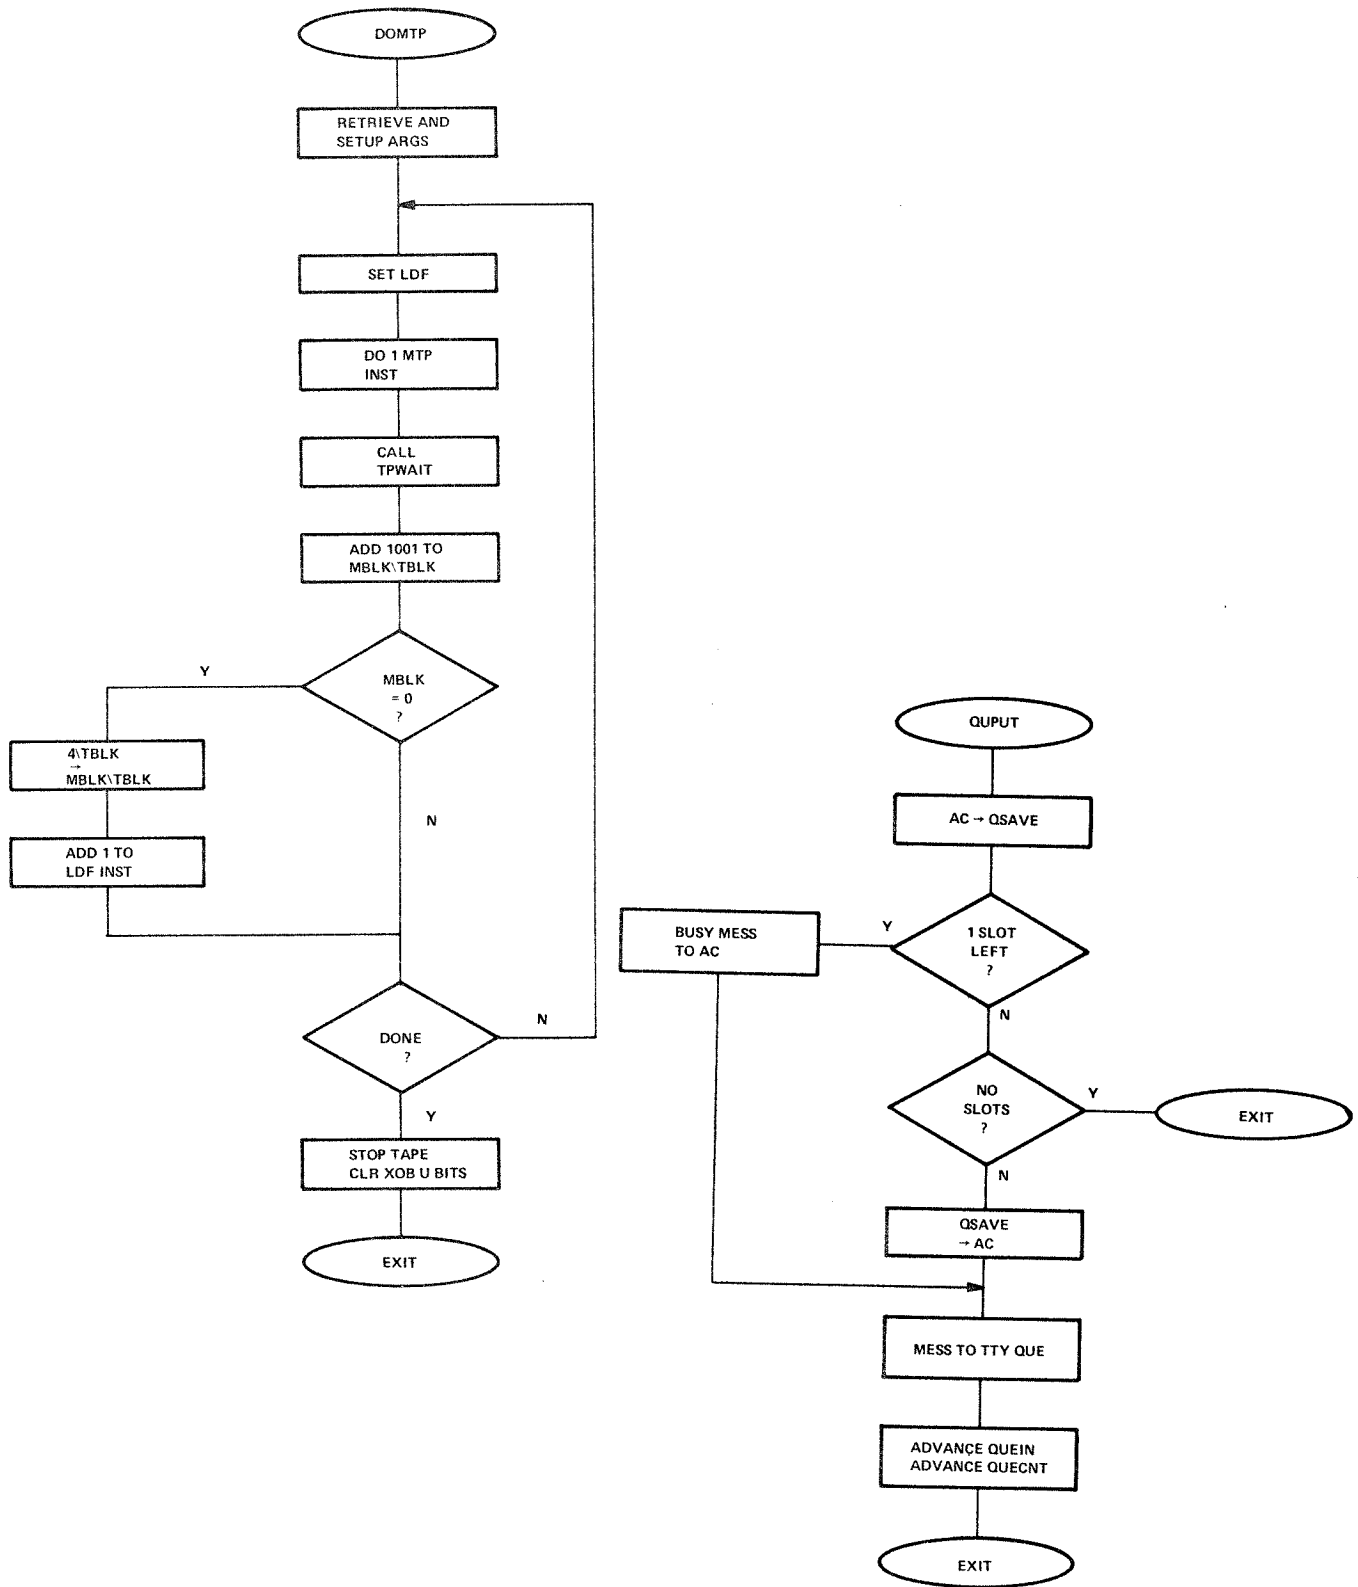 DOMTP
RETRIEVE AND
SETUP ARGS
SET LDF
DO 1 MTP
INST
CALL
TPWAIT
ADD 1001 TO
MBLK\TBLK
MBLK
= 0
?
Y
N
4\TBLK
→
MBLK\TBLK
ADD 1 TO
LDF INST
DONE
?
N
Y
STOP TAPE
CLR XOB U BITS
EXIT
QUPUT
AC → QSAVE
1 SLOT
LEFT
?
Y
BUSY MESS
TO AC
N
NO
SLOTS
?
Y
EXIT
N
QSAVE
→ AC
MESS TO TTY QUE
ADVANCE QUEIN
ADVANCE QUECNT
EXIT